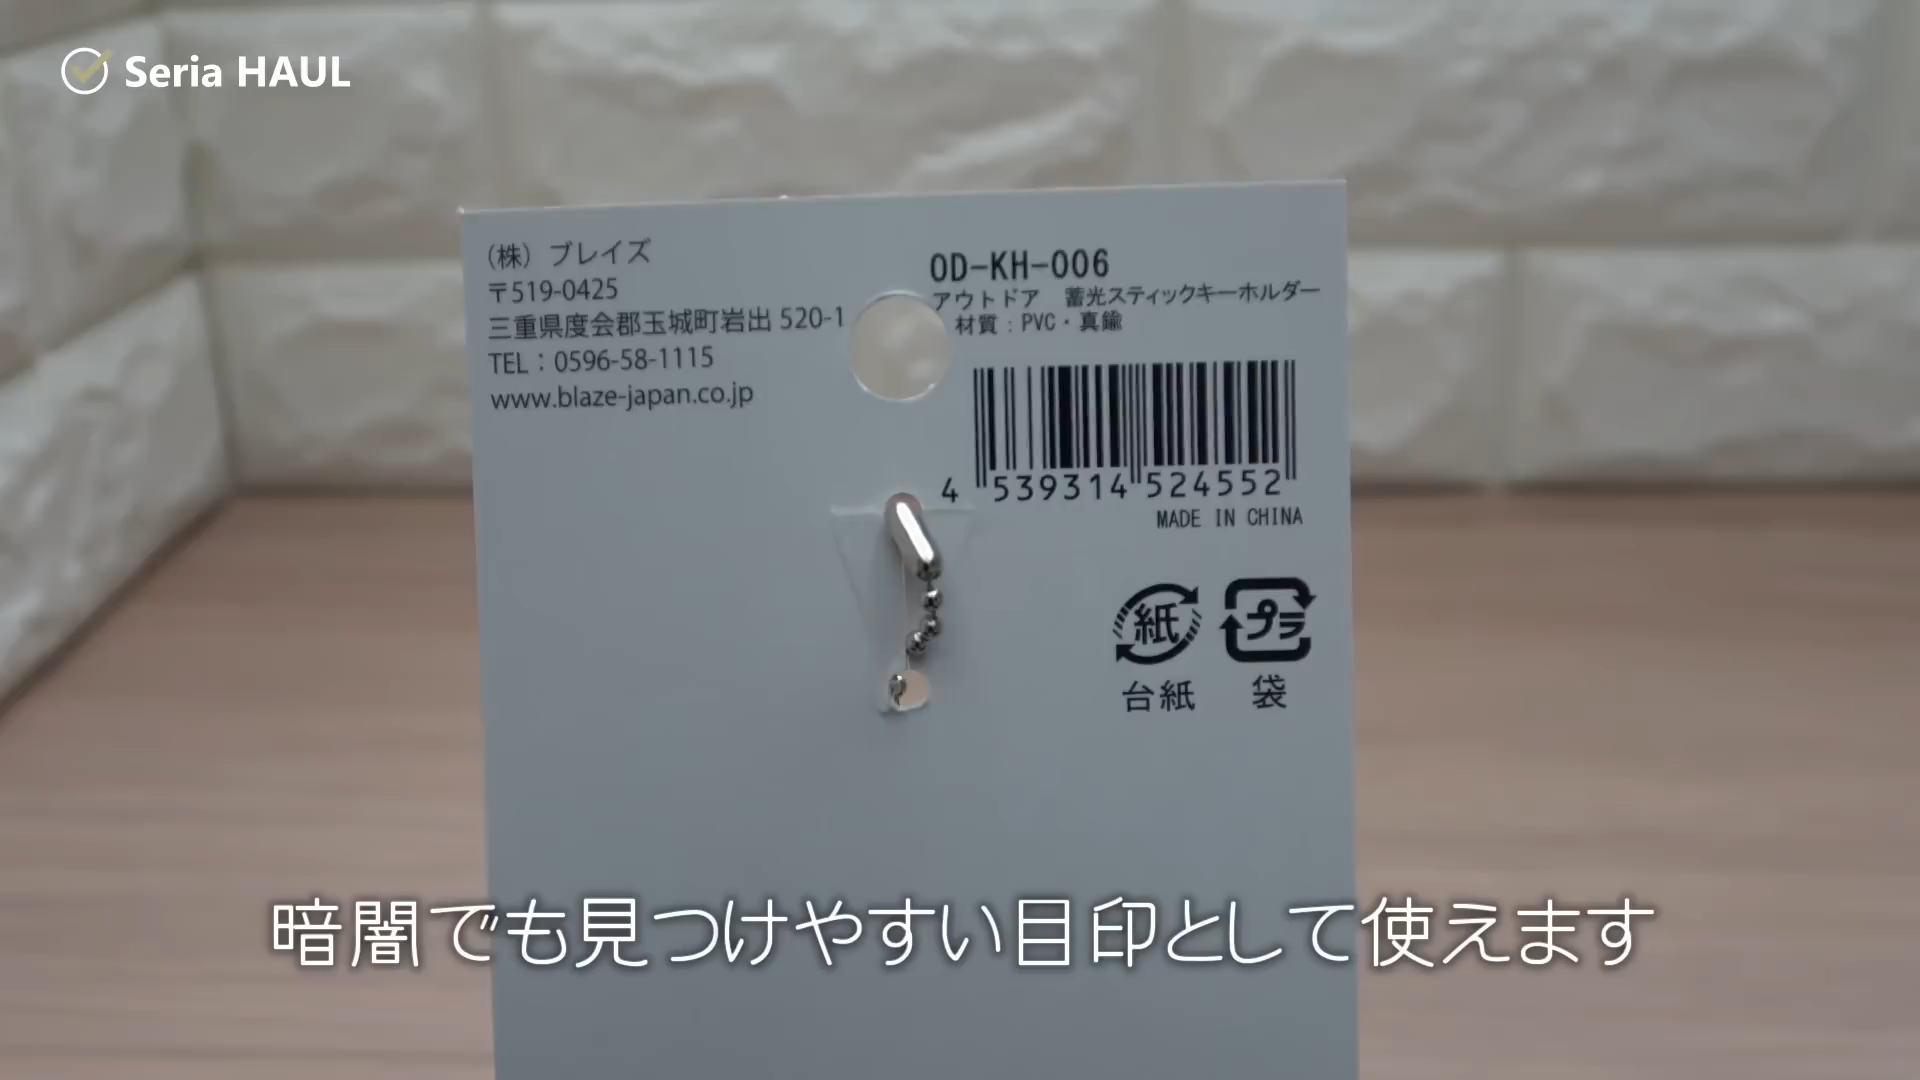 Seria HAUL
(株) ブレイズ
〒519-0425
三重県度会郡玉城町岩出 520-1
TEL：0596-58-1115
www.blaze-japan.co.jp
OD-KH-006
アウトドア　蓄光スティックキーホルダー
材質：PVC・真鍮
4 539314 524552
MADE IN CHINA
紙 プラ
台紙 袋
暗闇でも見つけやすい目印として使えます